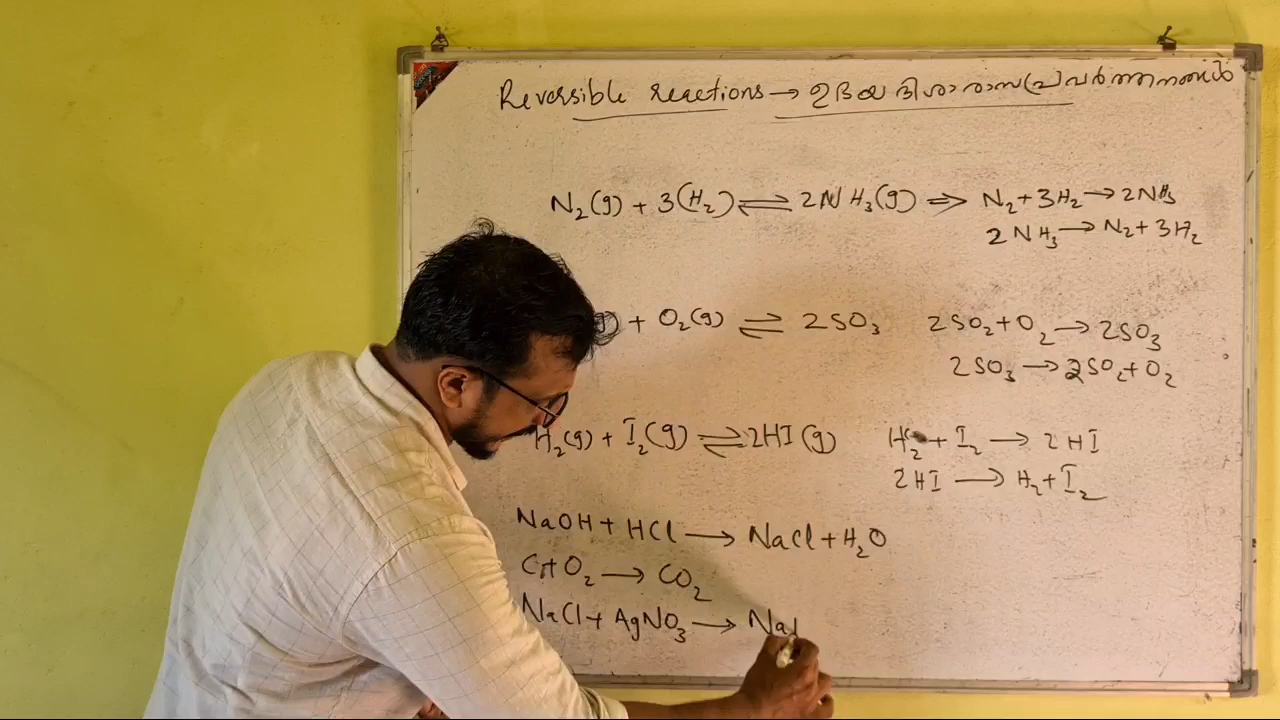 Reversible reactions → ഉഭയദിശാരാസപ്രവർത്തനങ്ങൾ
N₂(g) + 3(H₂) ⇌ 2NH₃(g) ⇒ N₂ + 3H₂ → 2NH₃
2NH₃ → N₂ + 3H₂
g) + O₂(g) ⇌ 2SO₃ 2SO₂ + O₂ → 2SO₃
2SO₃ → 2SO₂ + O₂
H₂(g) + I₂(g) ⇌ 2HI(g) H₂ + I₂ → 2HI
2HI → H₂ + I₂
NaOH + HCl → NaCl + H₂O
C + O₂ → CO₂
NaCl + AgNO₃ → Na